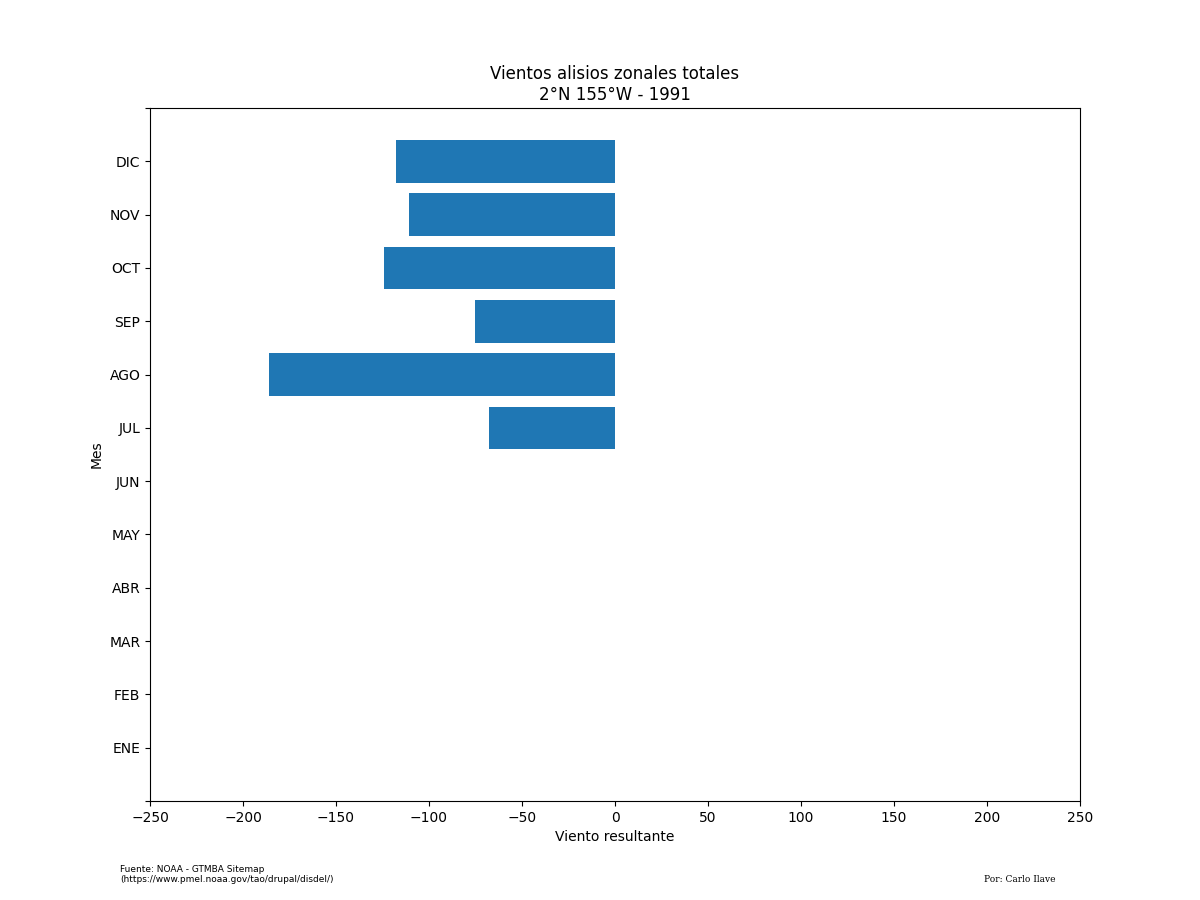 Vientos alisios zonales totales
2°N 155°W - 1991
DIC
NOV
OCT
SEP
AGO
JUL
JUN
MAY
ABR
MAR
FEB
ENE
Mes
−250 −200 −150 −100 −50 0 50 100 150 200 250
Viento resultante
Fuente: NOAA - GTMBA Sitemap
(https://www.pmel.noaa.gov/tao/drupal/disdel/)
Por: Carlo Ilave